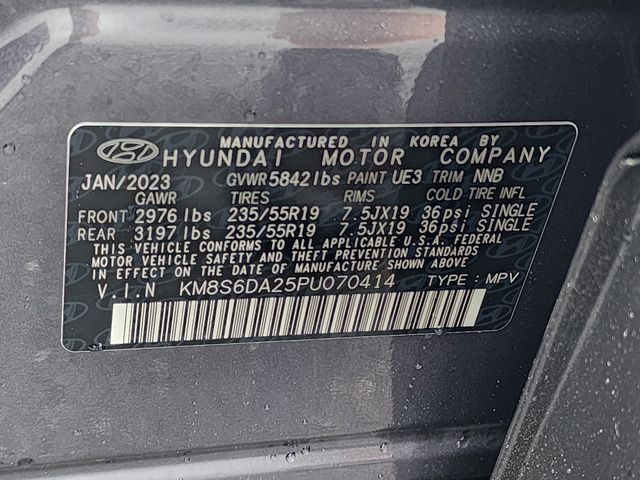 MANUFACTURED IN KOREA BY
HYUNDAI MOTOR COMPANY
JAN/2023 GVWR 5842 lbs PAINT UE3 TRIM NNB
GAWR TIRES RIMS COLD TIRE INFL
FRONT 2976 lbs 235/55R19 7.5JX19 36psi SINGLE
REAR 3197 lbs 235/55R19 7.5JX19 36psi SINGLE
THIS VEHICLE CONFORMS TO ALL APPLICABLE U.S.A. FEDERAL
MOTOR VEHICLE SAFETY AND THEFT PREVENTION STANDARDS
IN EFFECT ON THE DATE OF MANUFACTURE SHOWN ABOVE.
V.I.N KM8S6DA25PU070414 TYPE : MPV